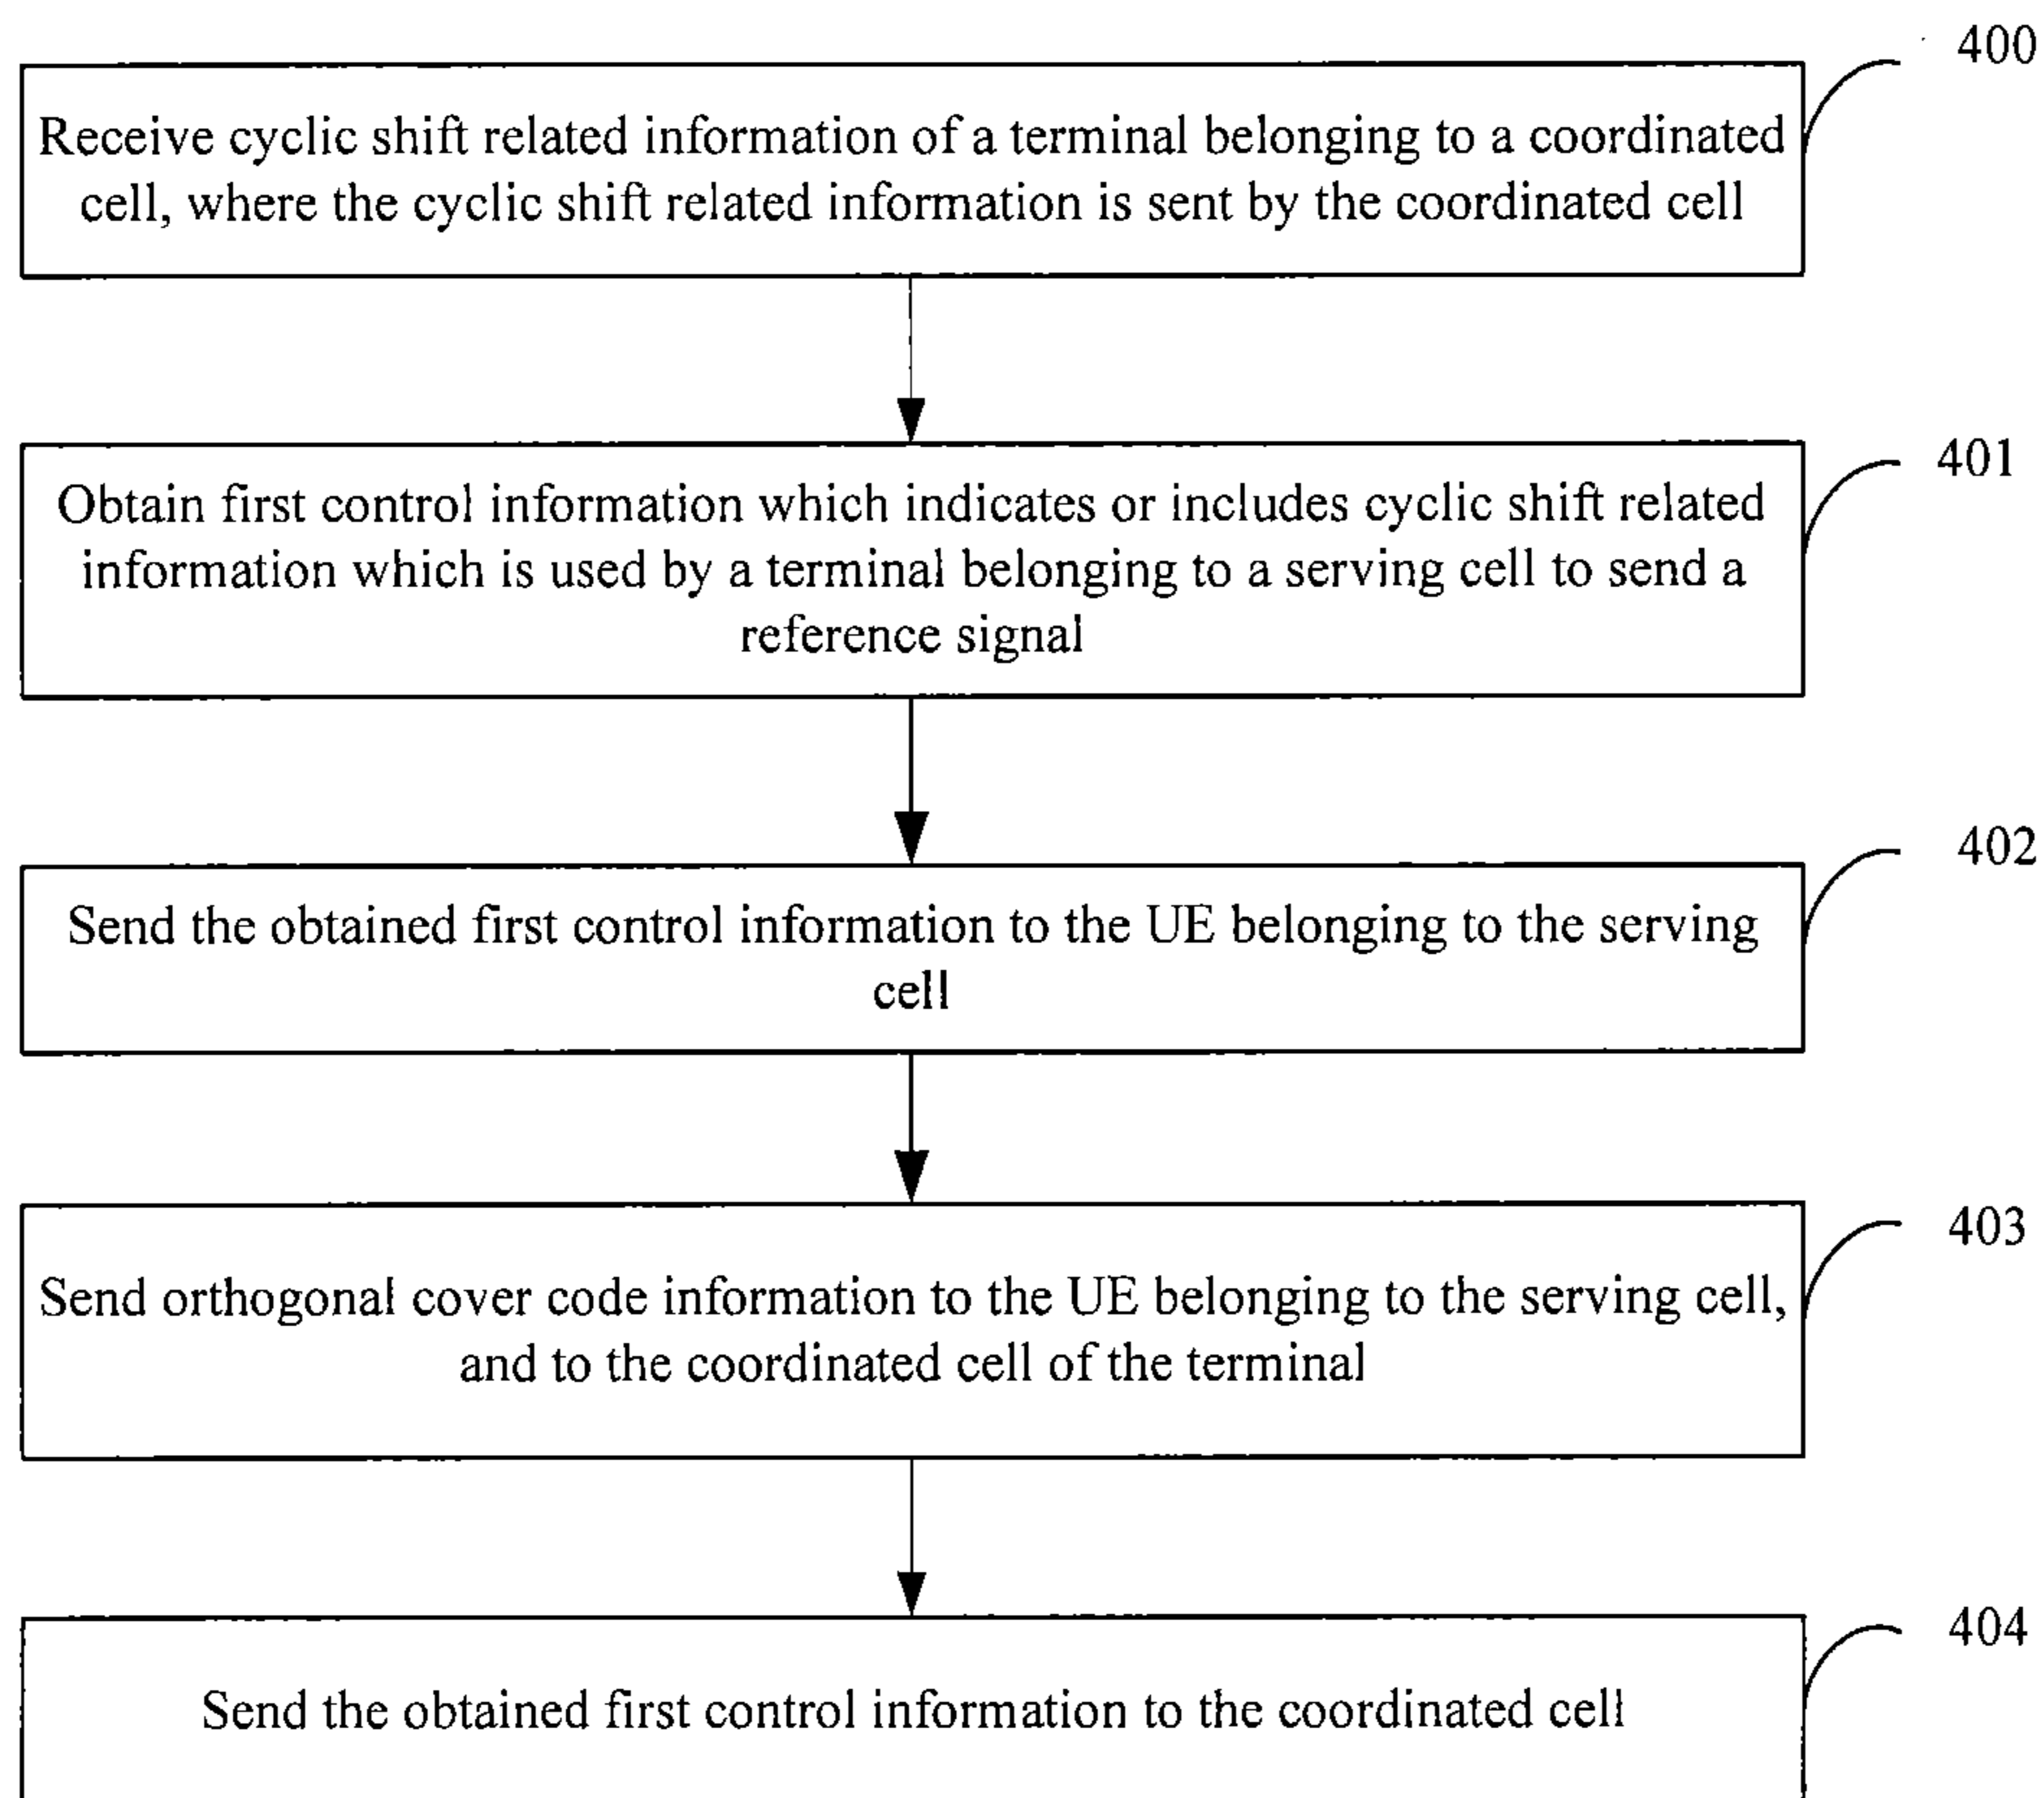 400
Receive cyclic shift related information of a terminal belonging to a coordinated
cell, where the cyclic shift related information is sent by the coordinated cell
401
Obtain first control information which indicates or includes cyclic shift related
information which is used by a terminal belonging to a serving cell to send a
reference signal
402
Send the obtained first control information to the UE belonging to the serving
cell
403
Send orthogonal cover code information to the UE belonging to the serving cell,
and to the coordinated cell of the terminal
404
Send the obtained first control information to the coordinated cell